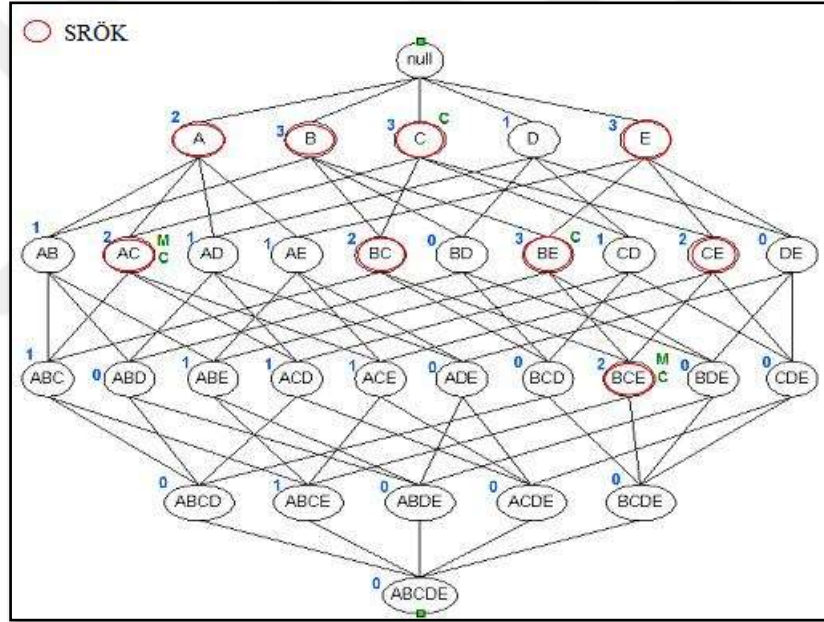 SRÖK
null
2 A 3 B 3 C C 1 D 3 E
1 AB 2 AC M C 1 AD 1 AE 2 BC 0 BD 3 BE C 1 CD 2 CE 0 DE
1 ABC 0 ABD 1 ABE 1 ACD 1 ACE 0 ADE 0 BCD 2 BCE M C 0 BDE 0 CDE
0 ABCD 1 ABCE 0 ABDE 0 ACDE 0 BCDE
0 ABCDE